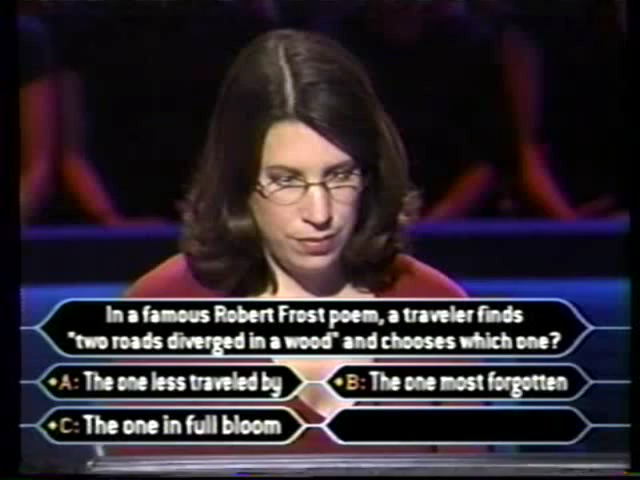 In a famous Robert Frost poem, a traveler finds
"two roads diverged in a wood" and chooses which one?
A: The one less traveled by
B: The one most forgotten
C: The one in full bloom